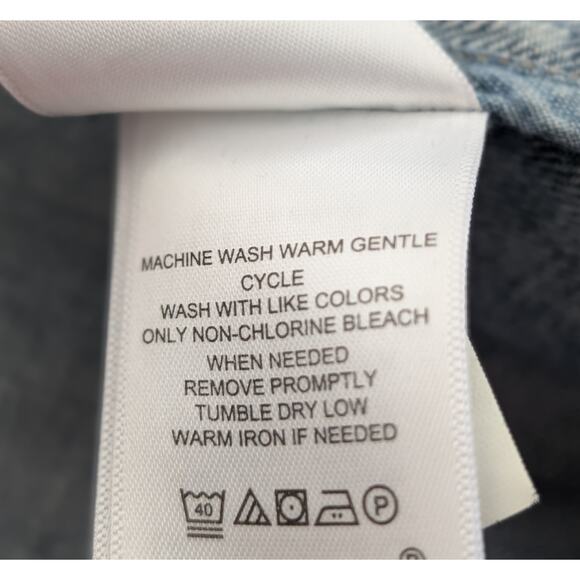 MACHINE WASH WARM GENTLE
CYCLE
WASH WITH LIKE COLORS
ONLY NON-CHLORINE BLEACH
WHEN NEEDED
REMOVE PROMPTLY
TUMBLE DRY LOW
WARM IRON IF NEEDED
40 P